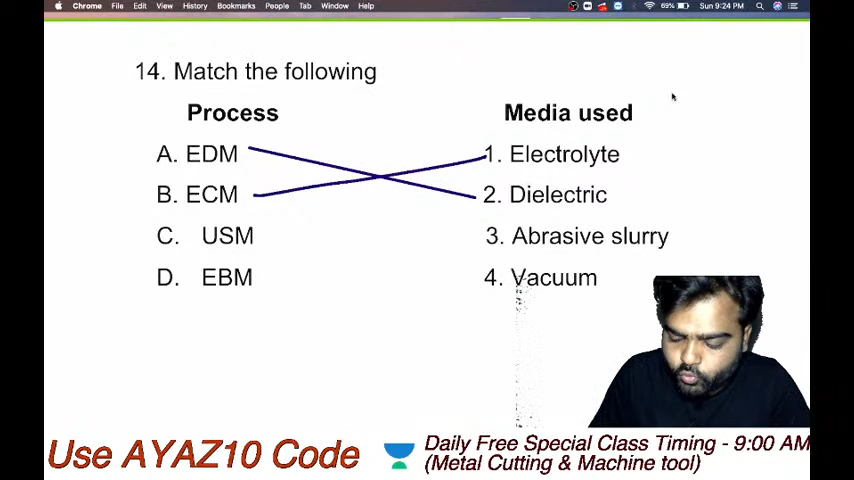 Chrome File Edit View History Bookmarks People Tab Window Help 69% Sun 9:24 PM
14. Match the following
Process Media used
A. EDM 1. Electrolyte
B. ECM 2. Dielectric
C. USM 3. Abrasive slurry
D. EBM 4. Vacuum
Use AYAZ10 Code
Daily Free Special Class Timing - 9:00 AM
(Metal Cutting & Machine tool)